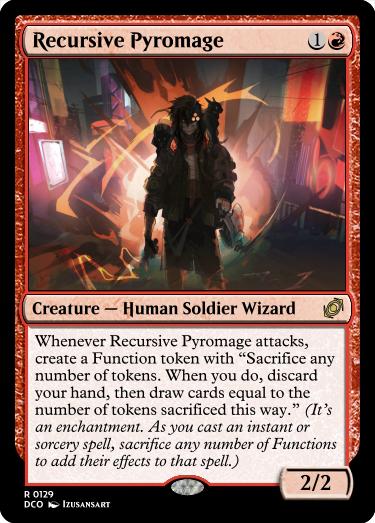 Recursive Pyromage 1
Creature — Human Soldier Wizard
Whenever Recursive Pyromage attacks,
create a Function token with “Sacrifice any
number of tokens. When you do, discard
your hand, then draw cards equal to the
number of tokens sacrificed this way.” (It’s
an enchantment. As you cast an instant or
sorcery spell, sacrifice any number of Functions
to add their effects to that spell.)
2/2
R 0129
DCO IZUSANSART